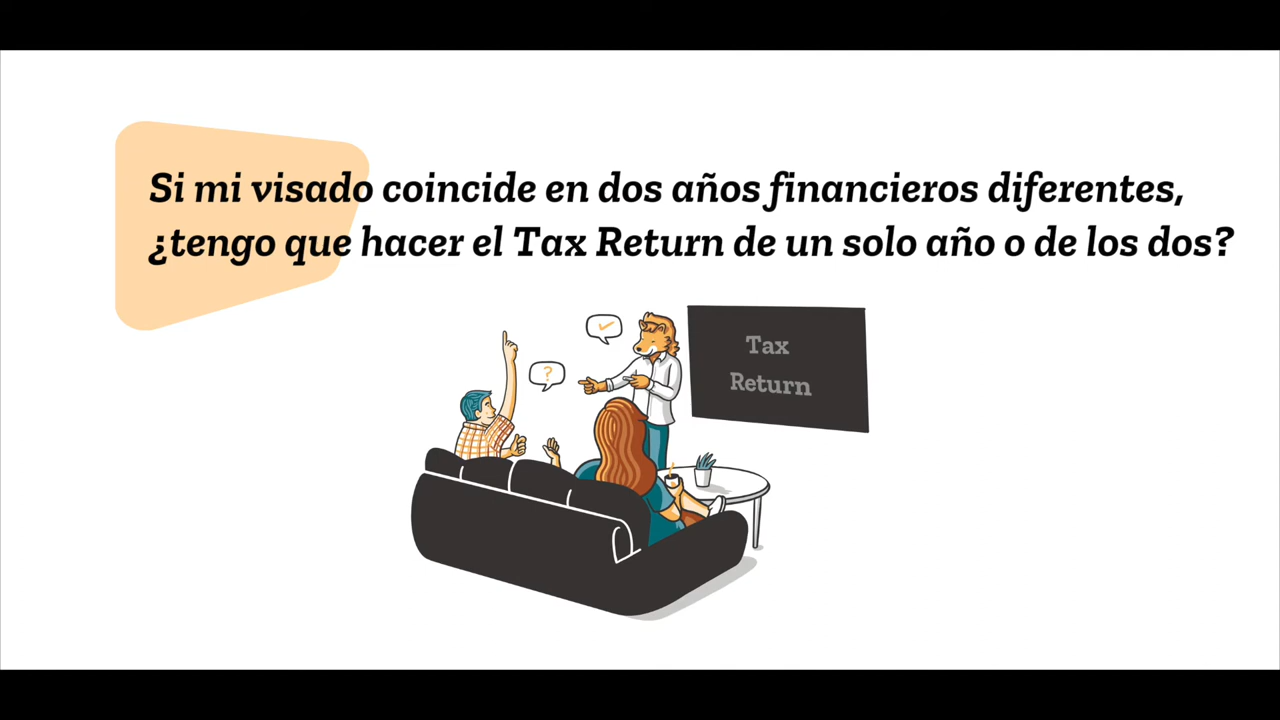 Si mi visado coincide en dos años financieros diferentes,
¿tengo que hacer el Tax Return de un solo año o de los dos?
?
Tax
Return